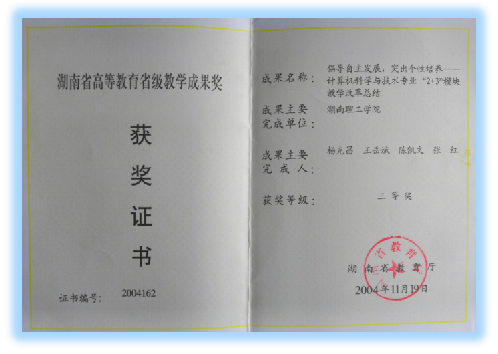 湖南省高等教育省级教学成果奖
获奖证书
证书编号: 2004162
成果名称: 倡导自主发展，突出个性培养——
计算机科学与技术专业“2+3”模块
教学改革总结
成果主要 湖南理工学院
完成单位:
成果主要 杨克昌 王岳斌 陈凯文 张 红
完 成 人:
获奖等级: 二等奖
湖南省教育厅
2004年11月19日